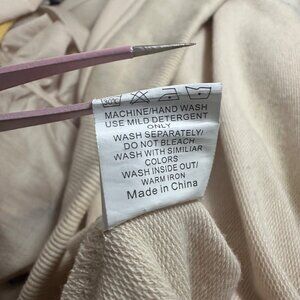 MACHINE/HAND WASH
USE MILD DETERGENT
ONLY
WASH SEPARATELY/
DO NOT BLEACH
WASH WITH SIMILAR
COLORS
WASH INSIDE OUT/
WARM IRON
Made in China